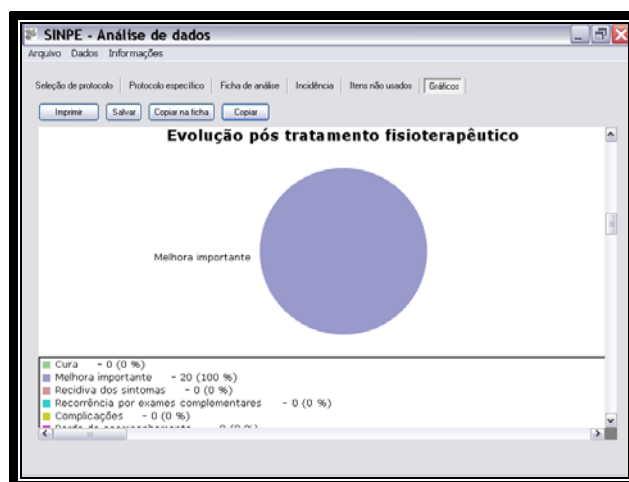 SINPE - Análise de dados
Arquivo Dados Informações
Seleção de protocolo Protocolo específico Ficha de análise Incidência Itens não usados Gráficos
Imprimir Salvar Copiar na ficha Copiar
Evolução pós tratamento fisioterapêutico
Melhora importante
Cura - 0 (0 %)
Melhora importante - 20 (100 %)
Recidiva dos sintomas - 0 (0 %)
Recorrência por exames complementares - 0 (0 %)
Complicações - 0 (0 %)